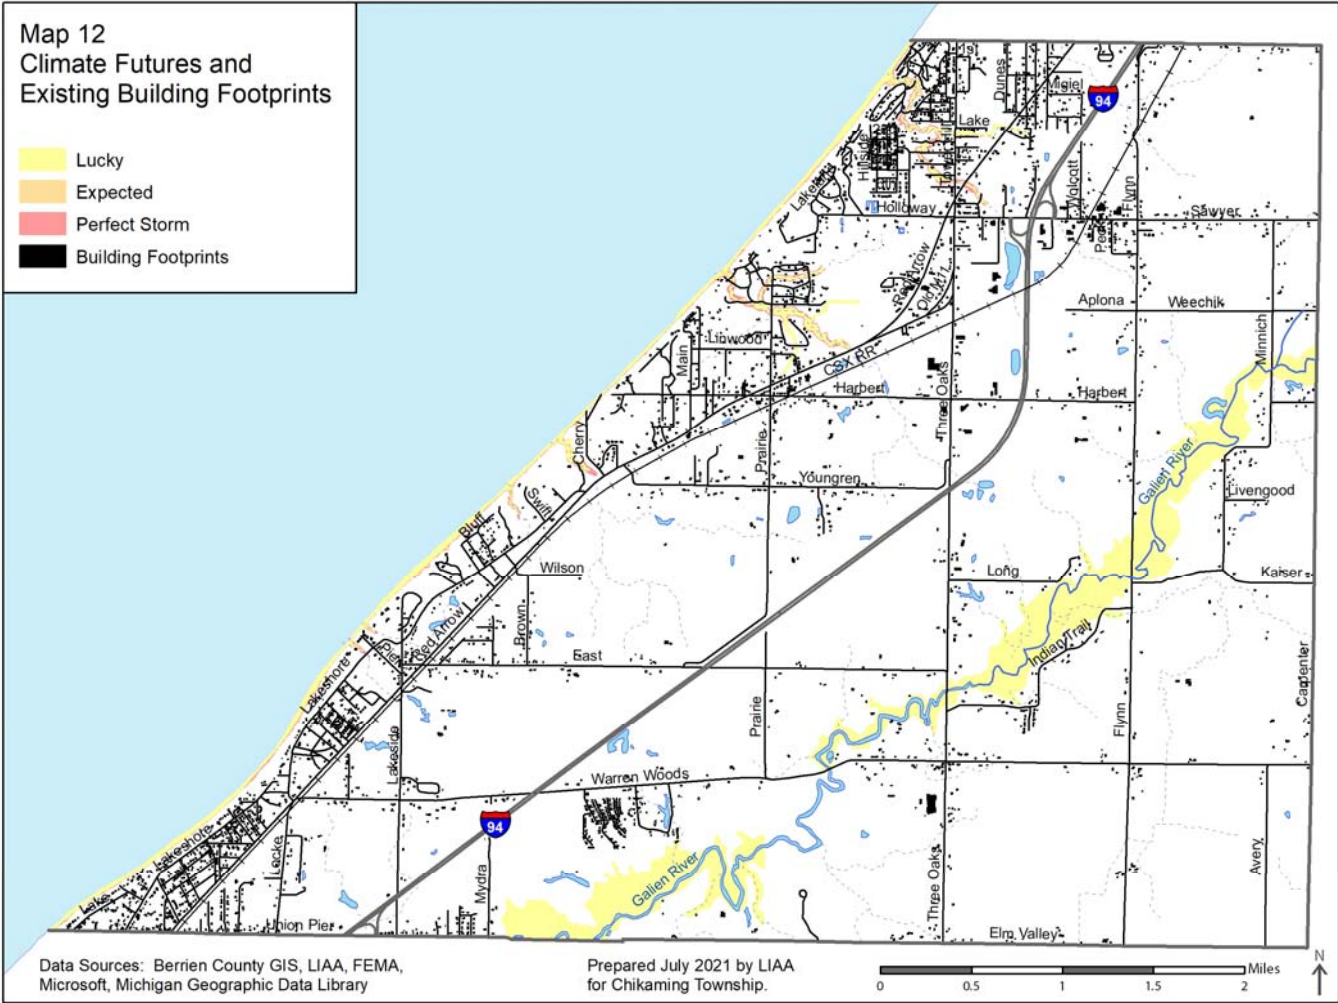 Map 12
Climate Futures and
Existing Building Footprints
Lucky
Expected
Perfect Storm
Building Footprints
Dunes
Migiel
94
Lake
Hillside
Tower Hill
Lakeland
Walcott
Flynn
Holloway
Sawyer
Red Arrow
Old M11
Aplona
Weechik
Minnich
Linwood
Main
CSX RR
Harbert
Three Oaks
Harbert
Cherry
Prairie
Youngren
Galien River
Livengood
Swift
Bluff
Wilson
Long
Kaiser
Brown
Red Arrow
Pier
East
Indian Trail
Lakeshore
Carpenter
Prairie
Flynn
Lakeside
Warren Woods
94
Lakeshore
Locke
Mydra
Galien River
Three Oaks
Avery
Lake
Union Pier
Elm Valley
Data Sources: Berrien County GIS, LIAA, FEMA,
Microsoft, Michigan Geographic Data Library
Prepared July 2021 by LIAA
for Chikaming Township.
Miles
0 0.5 1 1.5 2
N